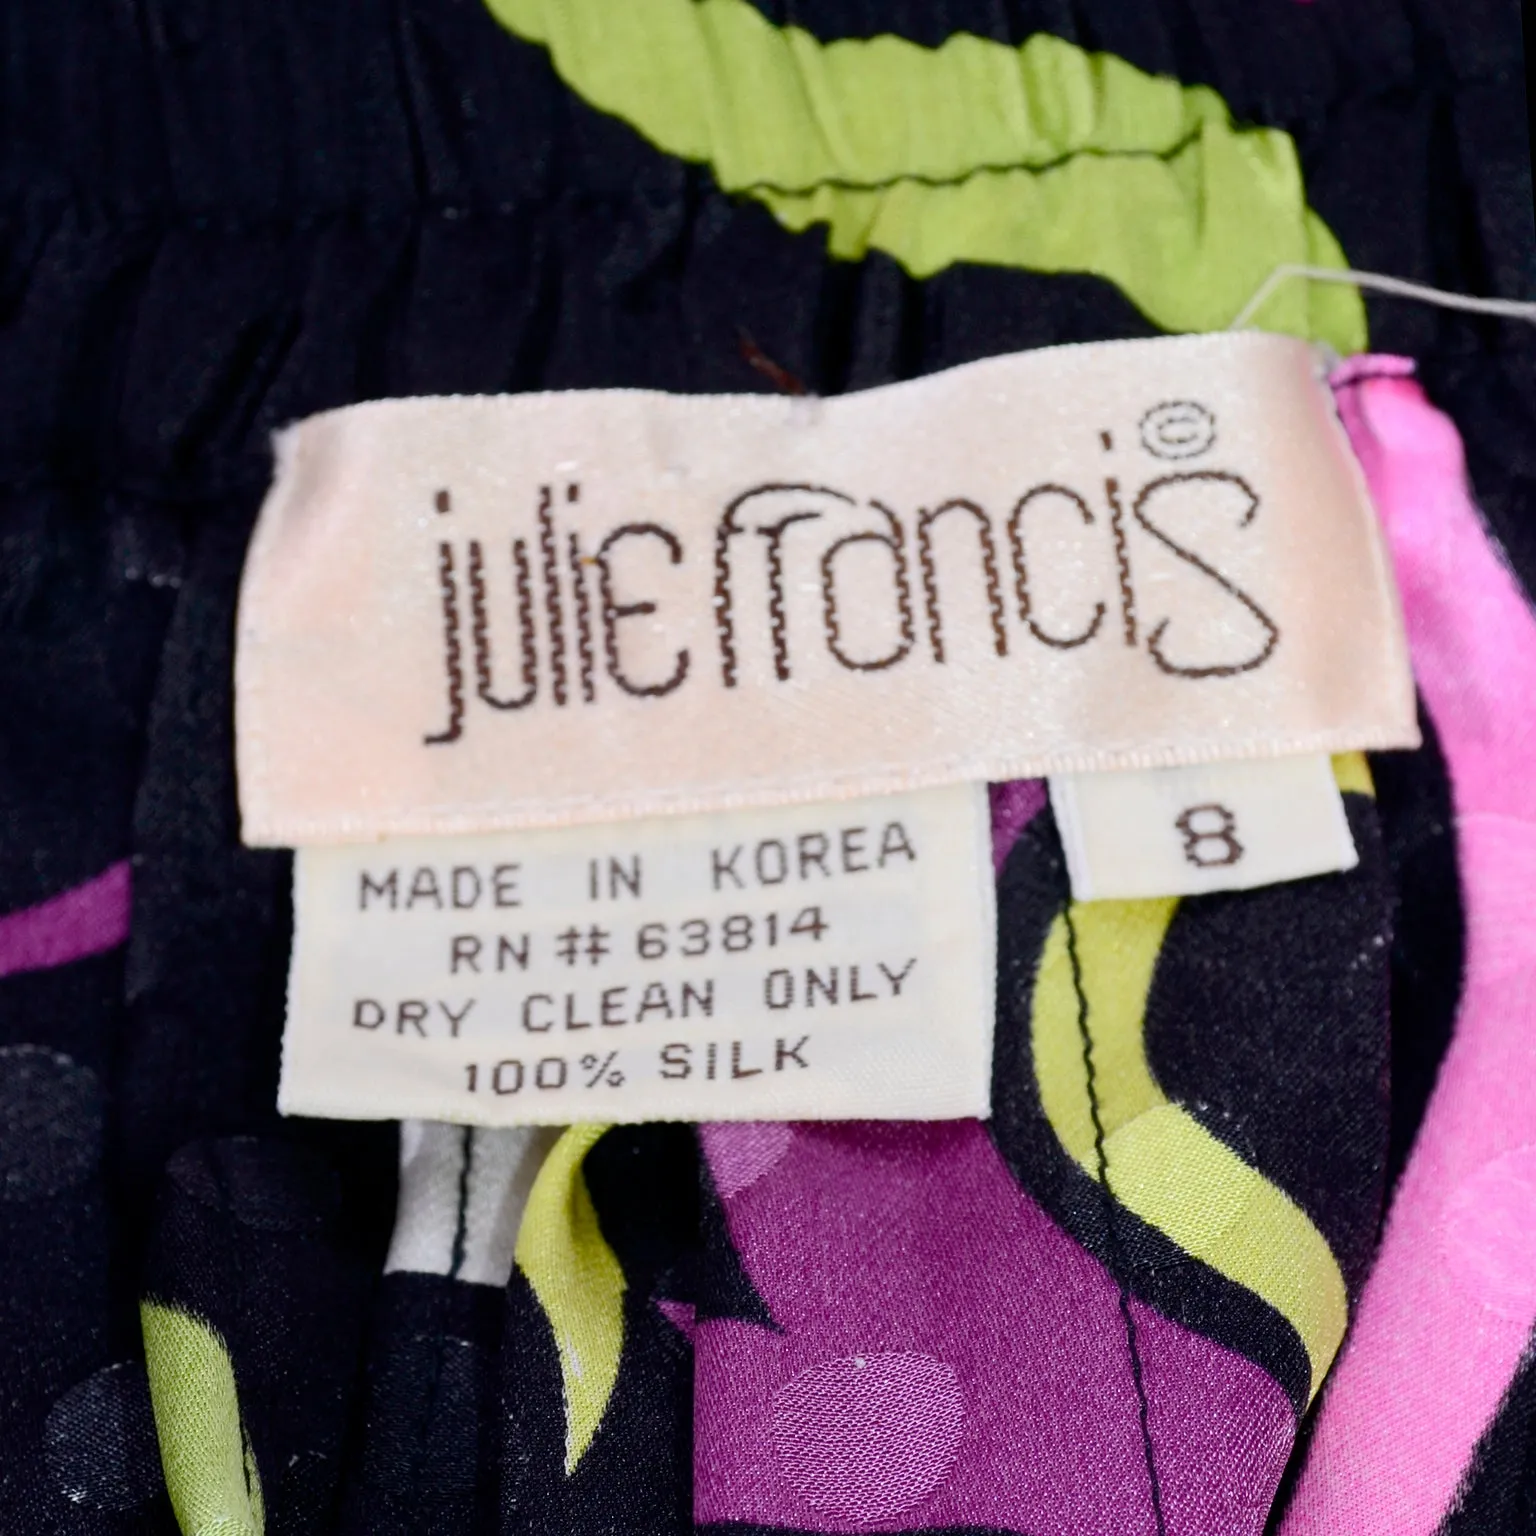 julie francis ©
8
MADE IN KOREA
RN # 63814
DRY CLEAN ONLY
100% SILK